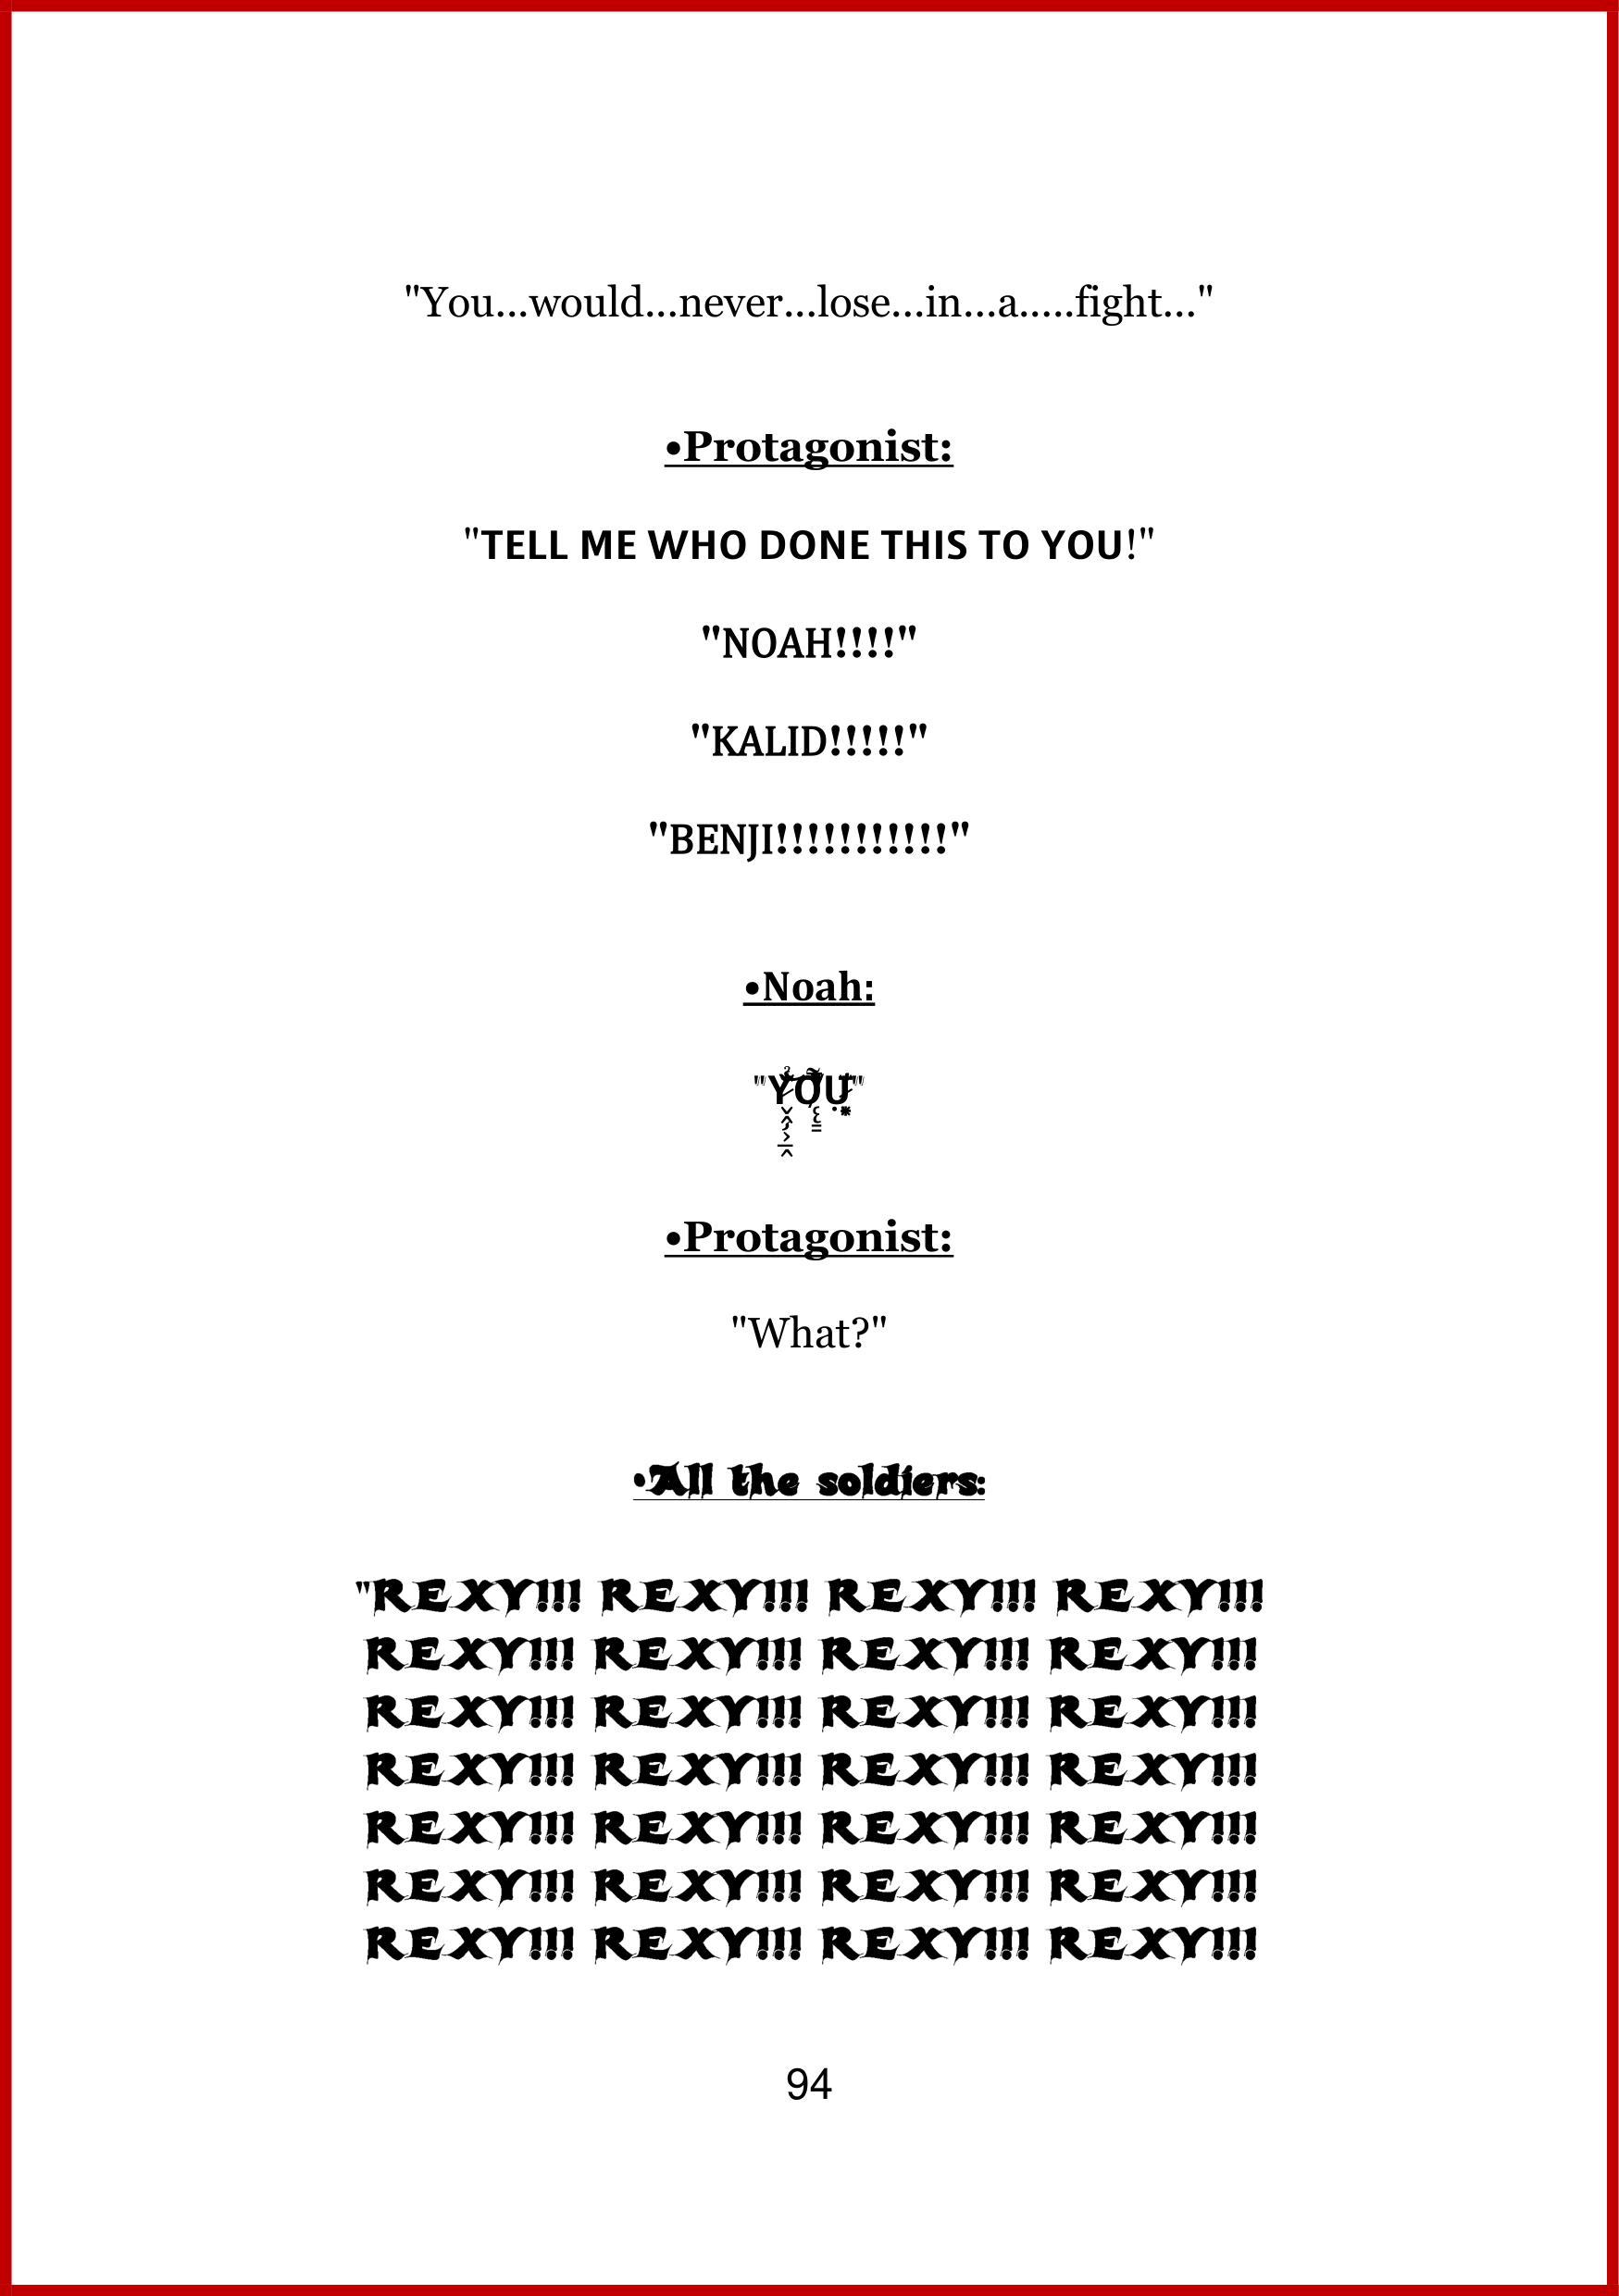 "You...would...never...lose...in...a.....fight..."
•Protagonist:
"TELL ME WHO DONE THIS TO YOU!"
"NOAH!!!!"
"KALID!!!!!"
"BENJI!!!!!!!!!!!"
•Noah:
"YOU"
•Protagonist:
"What?"
•All the soldiers:
"REXY!!! REXY!!! REXY!!! REXY!!!
REXY!!! REXY!!! REXY!!! REXY!!!
REXY!!! REXY!!! REXY!!! REXY!!!
REXY!!! REXY!!! REXY!!! REXY!!!
REXY!!! REXY!!! REXY!!! REXY!!!
REXY!!! REXY!!! REXY!!! REXY!!!
REXY!!! REXY!!! REXY!!! REXY!!!
94